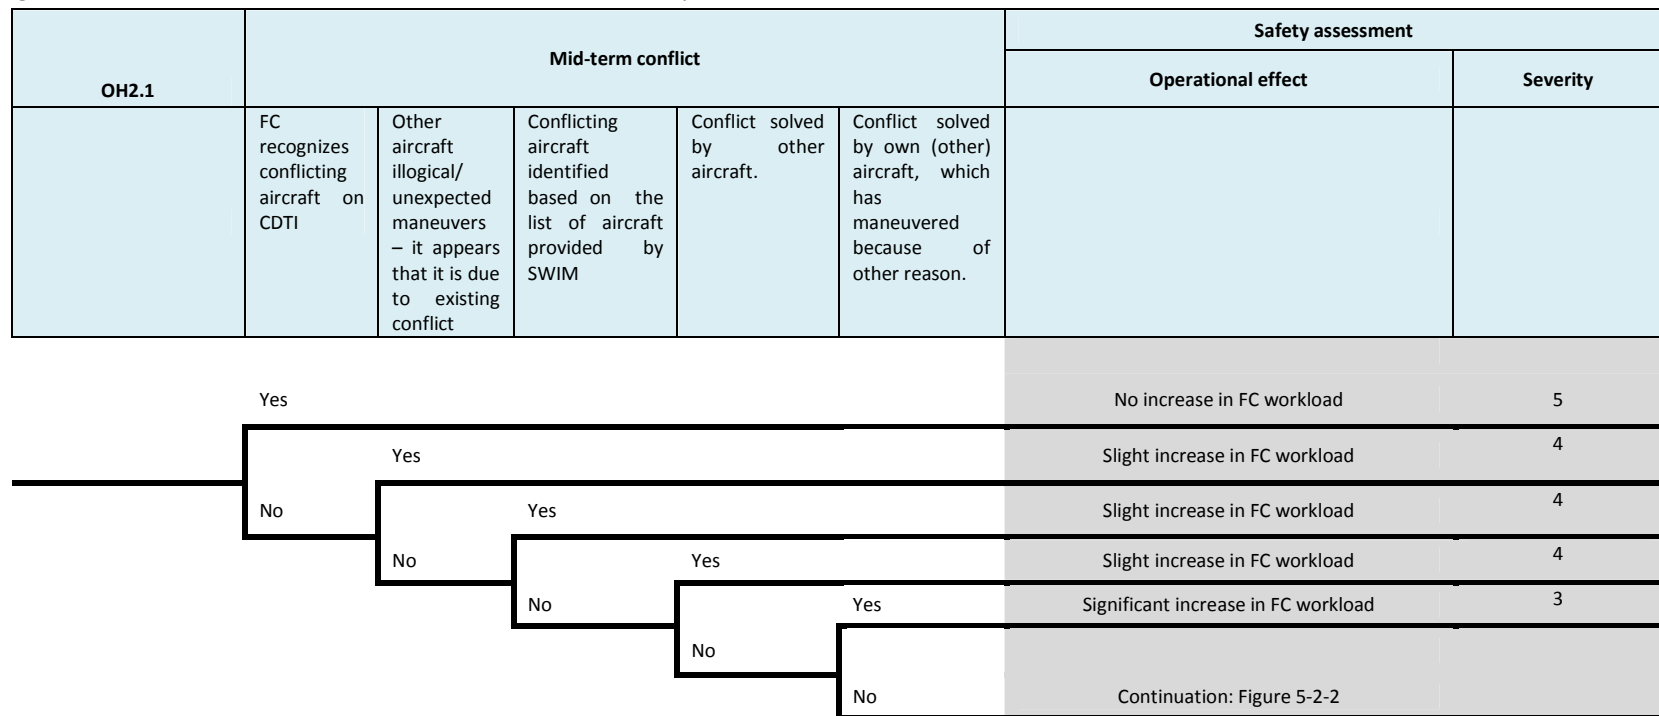 Safety assessment
Mid-term conflict
OH2.1
Operational effect
Severity
FC
recognizes
conflicting
aircraft on
CDTI
Other
aircraft
illogical/
unexpected
maneuvers
– it appears
that it is due
to existing
conflict
Conflicting
aircraft
identified
based on the
list of aircraft
provided by
SWIM
Conflict solved
by other
aircraft.
Conflict solved
by own (other)
aircraft, which
has
maneuvered
because of
other reason.
Yes
No increase in FC workload
5
Yes
Slight increase in FC workload
4
No
Yes
Slight increase in FC workload
4
No
Yes
Slight increase in FC workload
4
No
Yes
Significant increase in FC workload
3
No
No
Continuation: Figure 5-2-2